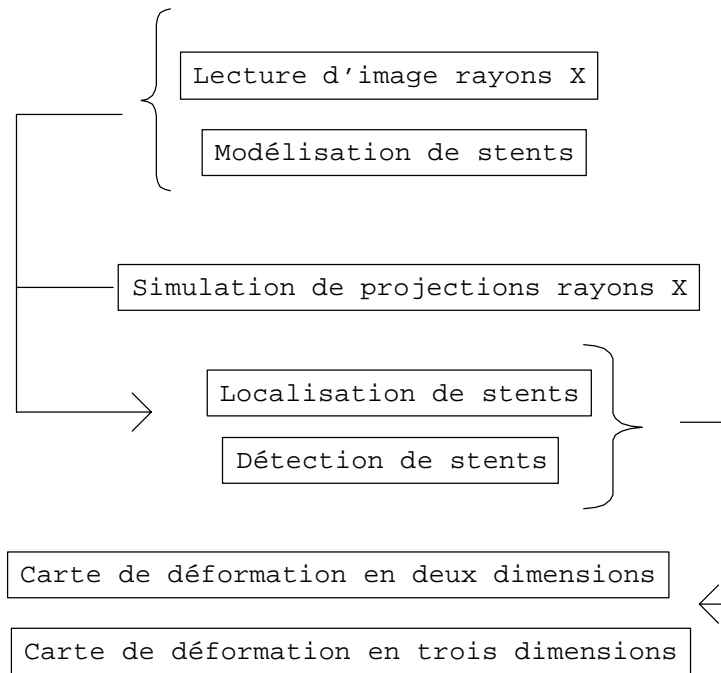 Lecture d'image rayons X
Modélisation de stents
Simulation de projections rayons X
Localisation de stents
Détection de stents
Carte de déformation en deux dimensions
Carte de déformation en trois dimensions